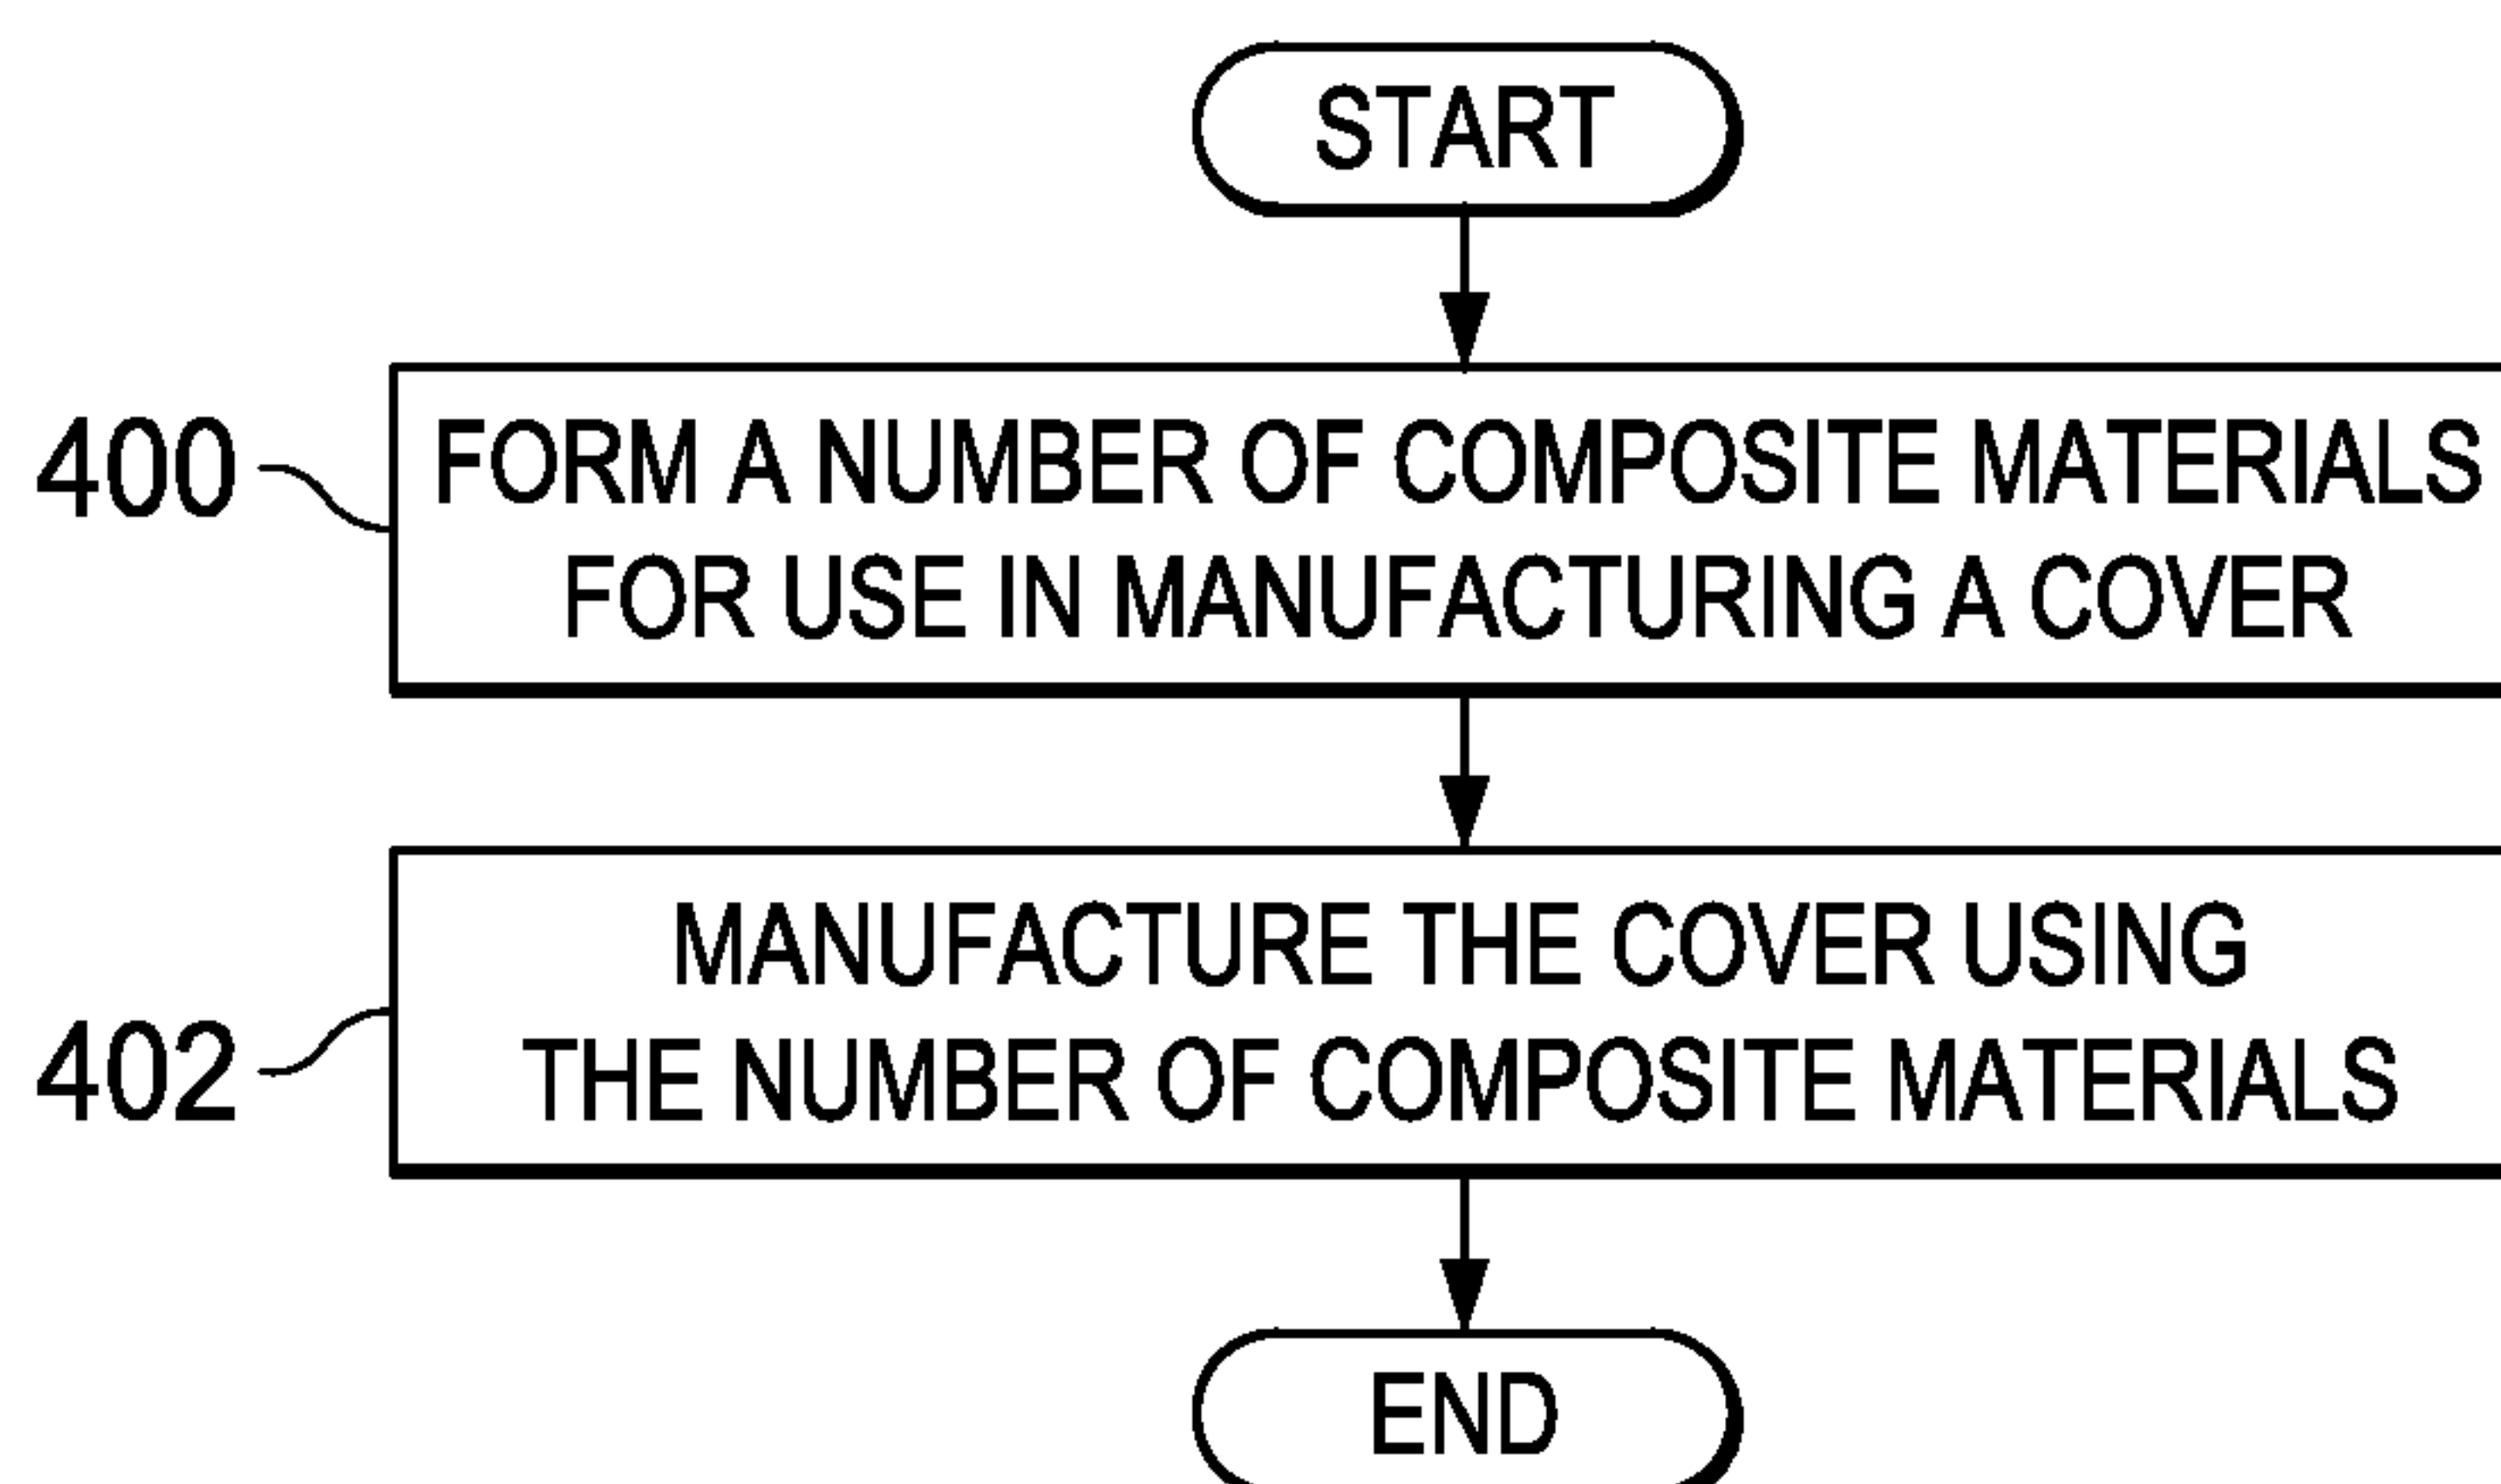 START
400
FORM A NUMBER OF COMPOSITE MATERIALS
FOR USE IN MANUFACTURING A COVER
MANUFACTURE THE COVER USING
402
THE NUMBER OF COMPOSITE MATERIALS
END